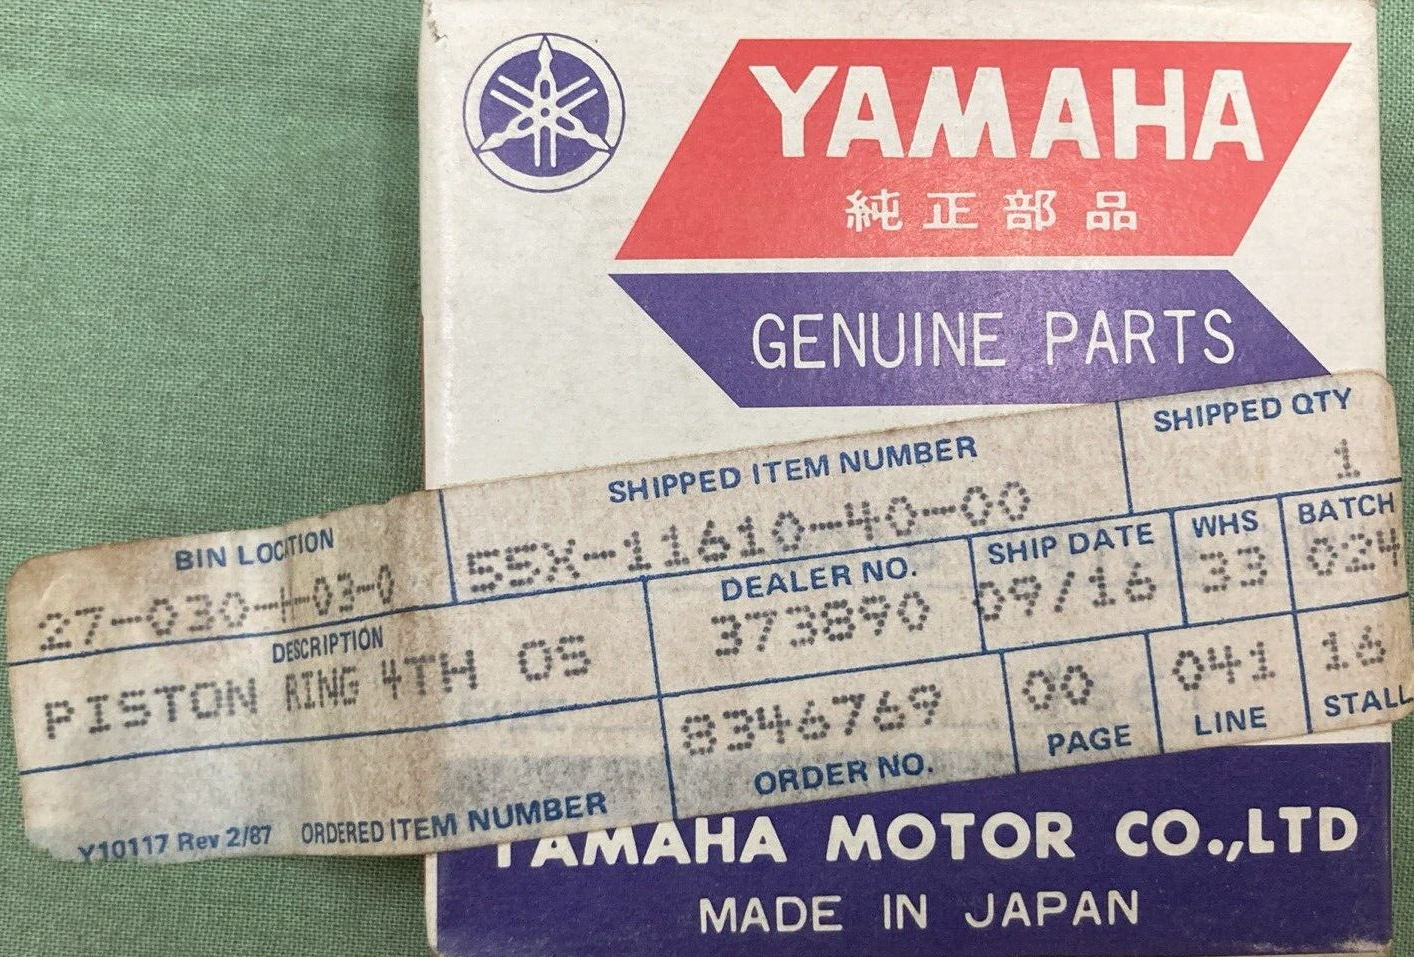 YAMAHA
純正部品
GENUINE PARTS
SHIPPED QTY
1
SHIPPED ITEM NUMBER
55X-11610-40-00
BIN LOCATION
27-030-H-03-0
DEALER NO.
373890
SHIP DATE
09/16
WHS
33
BATCH
024
DESCRIPTION
PISTON RING 4TH OS
8346769
ORDER NO.
00
PAGE
041
LINE
16
STALL
Y10117 Rev 2/87 ORDERED ITEM NUMBER
YAMAHA MOTOR CO.,LTD
MADE IN JAPAN